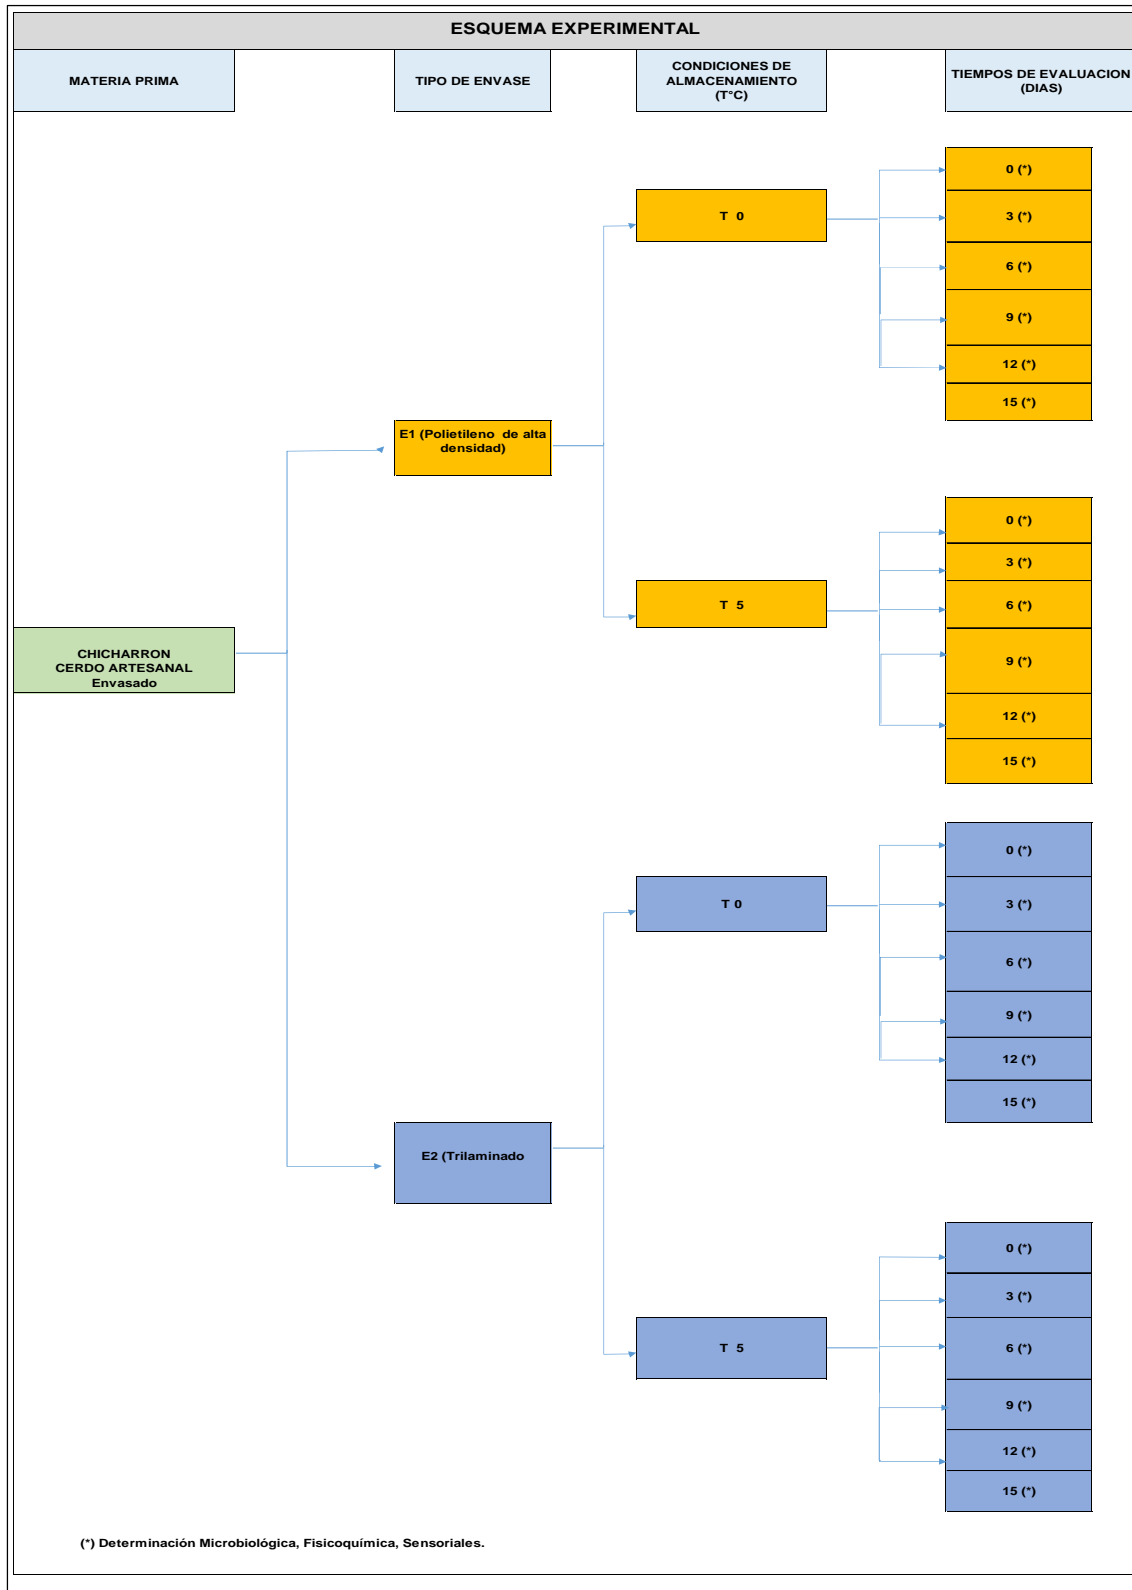 ESQUEMA EXPERIMENTAL
MATERIA PRIMA
TIPO DE ENVASE
CONDICIONES DE
ALMACENAMIENTO
(T°C)
TIEMPOS DE EVALUACION
(DIAS)
CHICHARRON
CERDO ARTESANAL
Envasado
E1 (Polietileno de alta
densidad)
T 0
0 (*)
3 (*)
6 (*)
9 (*)
12 (*)
15 (*)
T 5
0 (*)
3 (*)
6 (*)
9 (*)
12 (*)
15 (*)
E2 (Trilaminado
T 0
0 (*)
3 (*)
6 (*)
9 (*)
12 (*)
15 (*)
T 5
0 (*)
3 (*)
6 (*)
9 (*)
12 (*)
15 (*)
(*) Determinación Microbiológica, Fisicoquímica, Sensoriales.